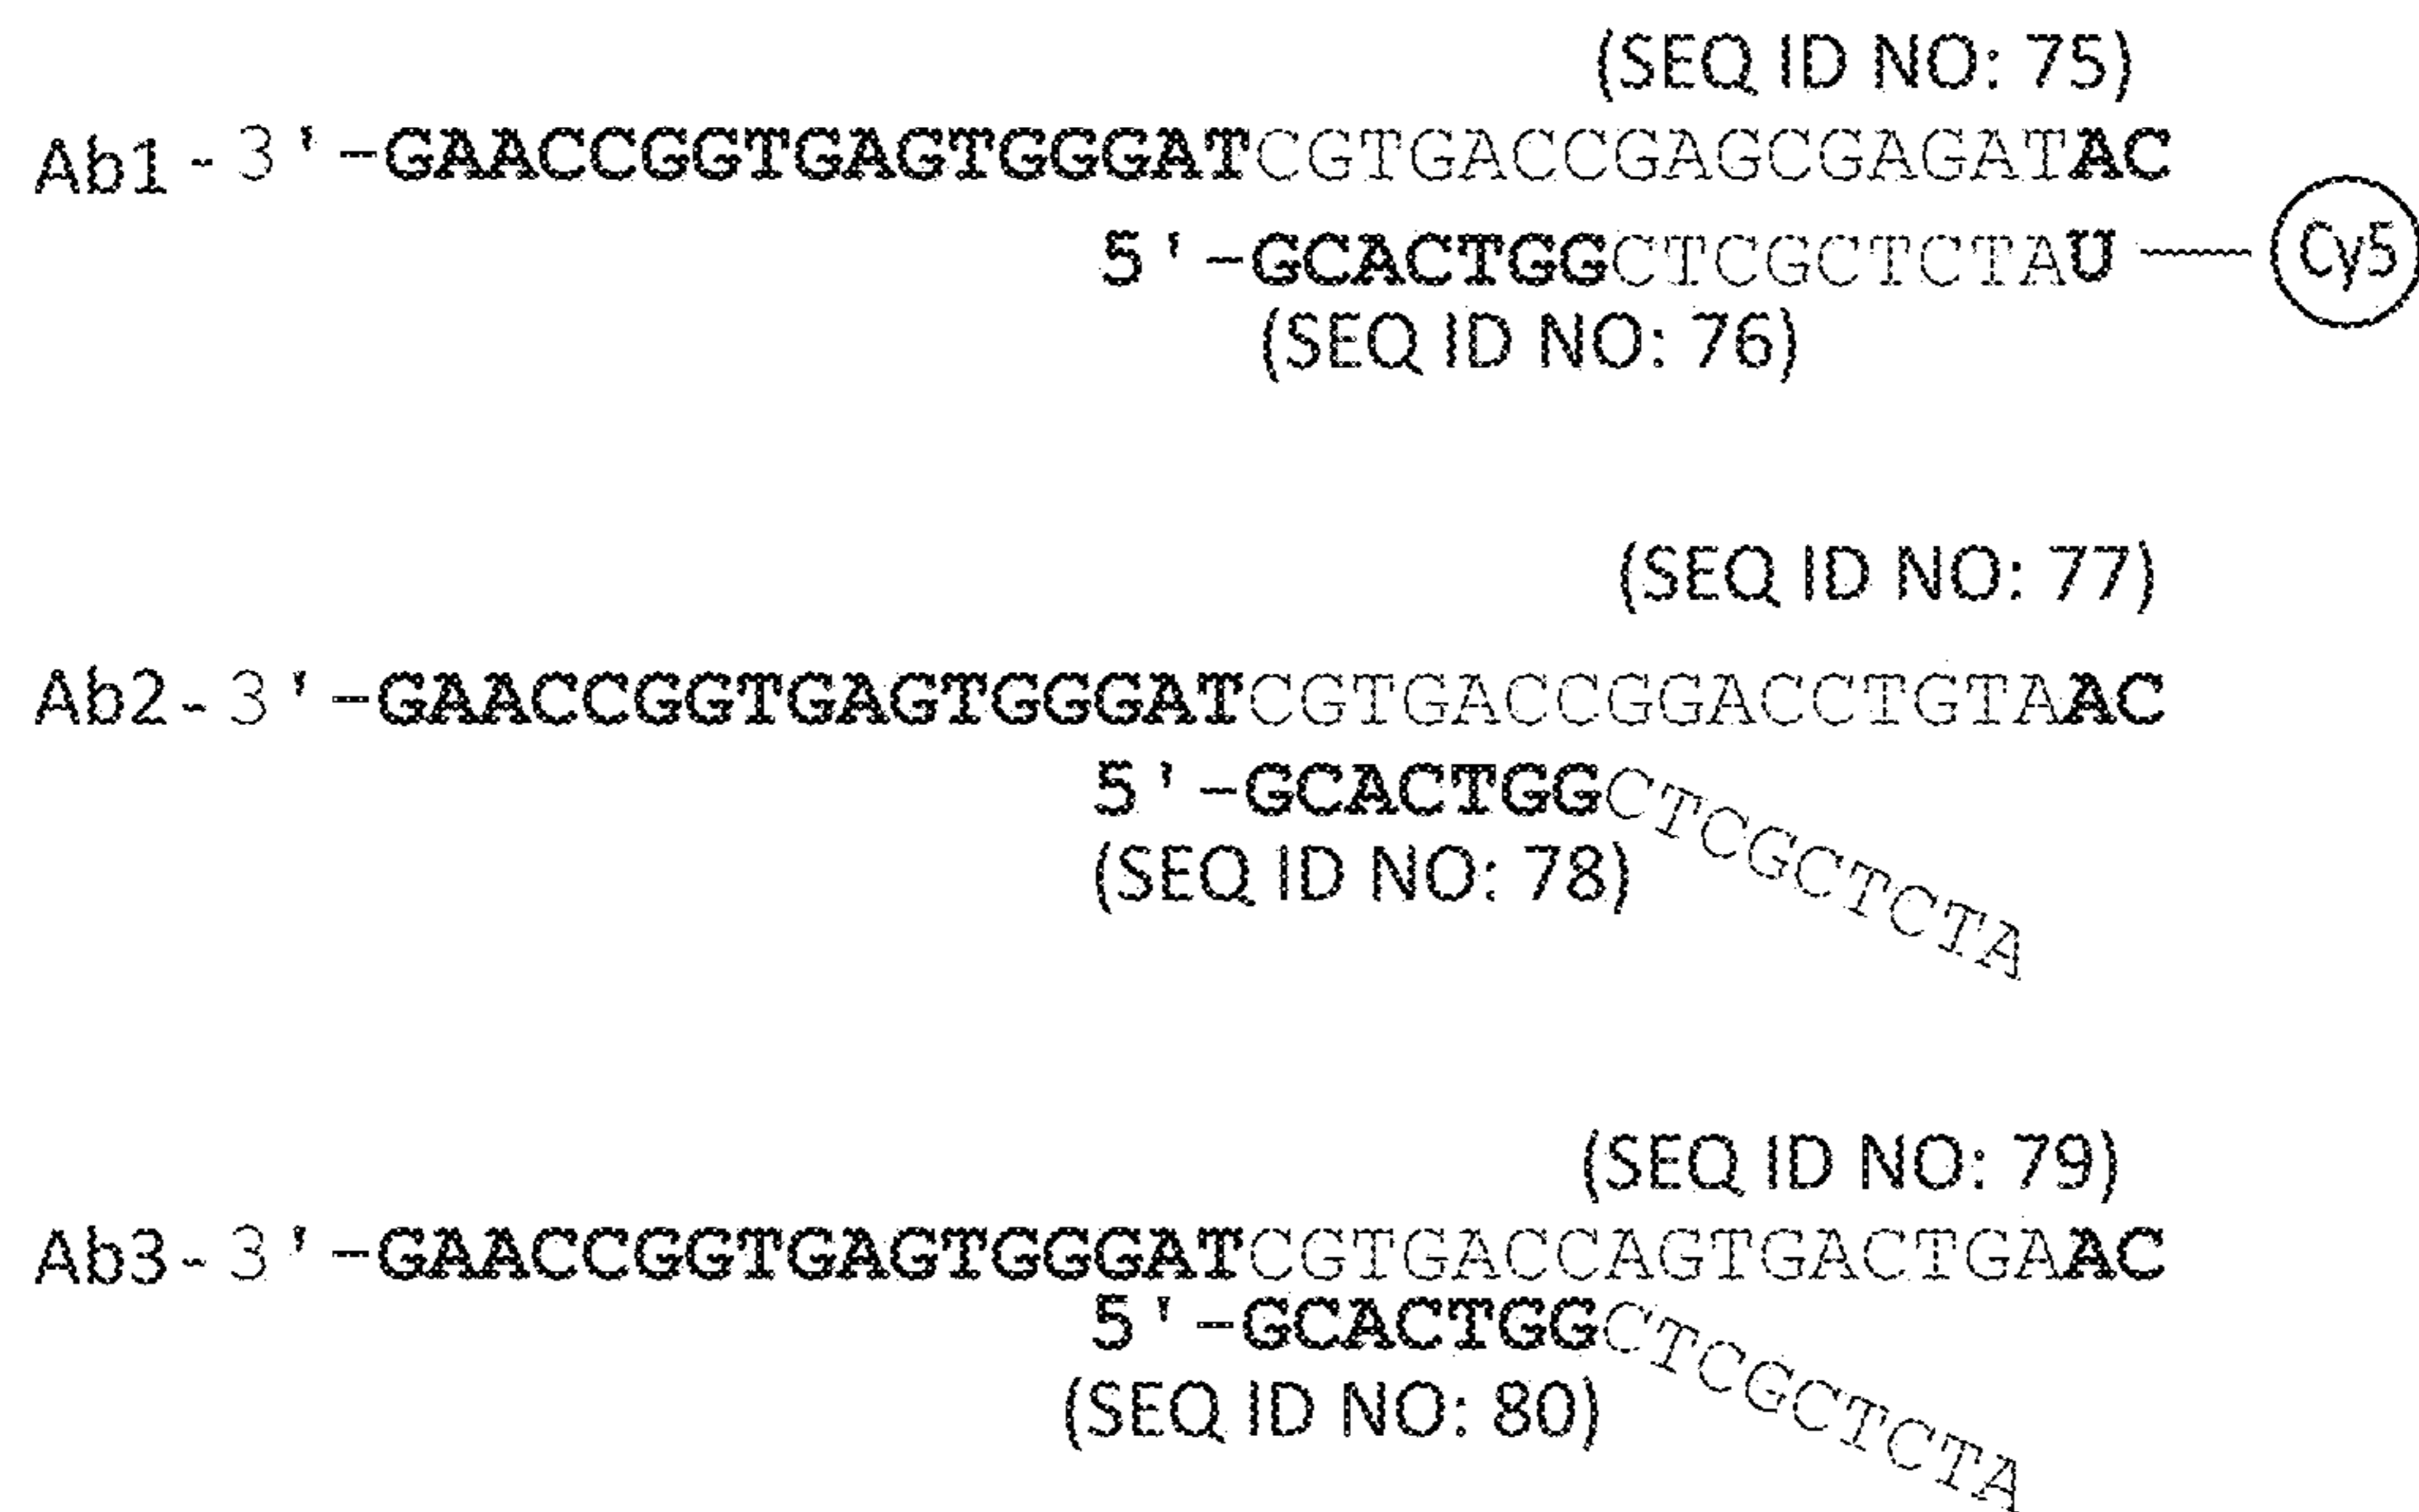 (SEQ ID NO: 75)
Ab1-3'-GAACCGGTGAGTGGGATCGTGACCGAGCGAGATAC
5'-GCACTGGCTCGCTCTAU Cy5
(SEQ ID NO: 76)
(SEQ ID NO: 77)
Ab2-3'-GAACCGGTGAGTGGGATCGTGACCGGACCTGTAAC
5'-GCACTGGCTCGCTCTA
(SEQ ID NO: 78)
(SEQ ID NO: 79)
Ab3-3'-GAACCGGTGAGTGGGATCGTGACCAGTGACTGAAC
5'-GCACTGGCTCGCTCTA
(SEQ ID NO: 80)